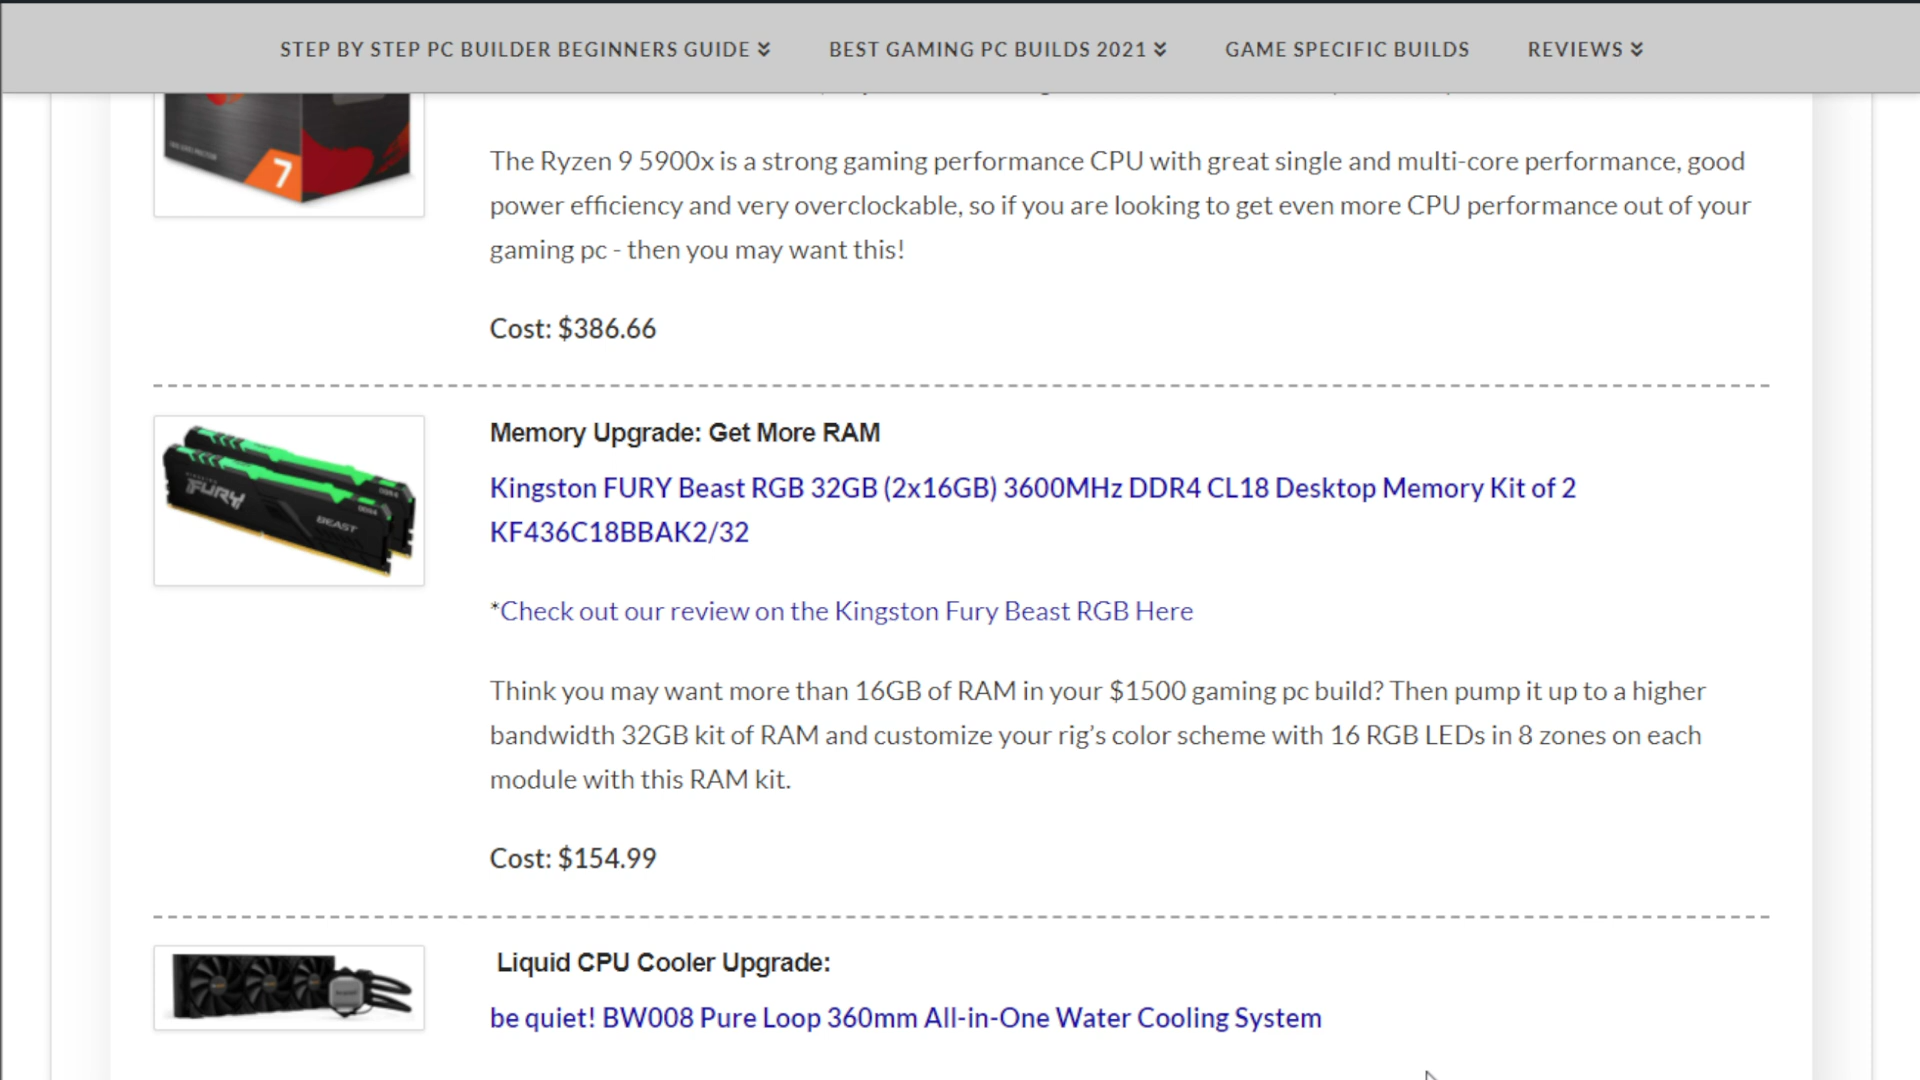 STEP BY STEP PC BUILDER BEGINNERS GUIDE
BEST GAMING PC BUILDS 2021
GAME SPECIFIC BUILDS
REVIEWS
7
The Ryzen 9 5900x is a strong gaming performance CPU with great single and multi-core performance, good
power efficiency and very overclockable, so if you are looking to get even more CPU performance out of your
gaming pc - then you may want this!
Cost: $386.66
Memory Upgrade: Get More RAM
Kingston FURY Beast RGB 32GB (2x16GB) 3600MHz DDR4 CL18 Desktop Memory Kit of 2
KF436C18BBAK2/32
FURY
BEAST
DDR4
DDR4
*Check out our review on the Kingston Fury Beast RGB Here
Think you may want more than 16GB of RAM in your $1500 gaming pc build? Then pump it up to a higher
bandwidth 32GB kit of RAM and customize your rig’s color scheme with 16 RGB LEDs in 8 zones on each
module with this RAM kit.
Cost: $154.99
Liquid CPU Cooler Upgrade:
be quiet! BW008 Pure Loop 360mm All-in-One Water Cooling System